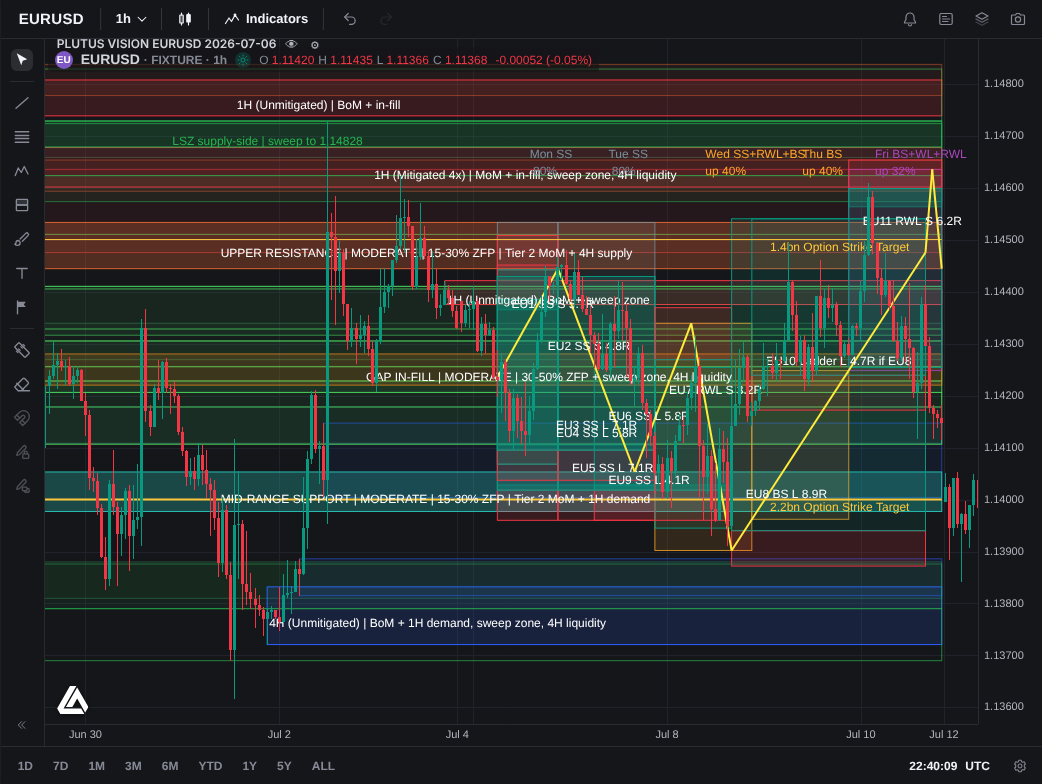 EURUSD 1h Indicators
PLUTUS VISION EURUSD 2026-07-06
EU EURUSD · FIXTURE · 1h O 1.11420 H 1.11435 L 1.11366 C 1.11368 -0.00052 (-0.05%)
1.14800
1H (Unmitigated) | BoM + in-fill
LSZ supply-side | sweep to 1.14828
1.14700
Mon SS Tue SS Wed SS+RWL+BS Thu BS Fri BS+WL+RWL
up 40% up 40% up 32%
1H (Mitigated 4x) | MoM + in-fill, sweep zone, 4H liquidity
1.14600
EU11 RWL S 6.2R
1.14500
1.4bn Option Strike Target
UPPER RESISTANCE | MODERATE | 15-30% ZFP | Tier 2 MoM + 4H supply
1.14400
1H (Unmitigated) | BoM + sweep zone
EU2 SS S 4.8R
1.14300
EU10 Ladder L 4.7R if EU8
GAP IN-FILL | MODERATE | 30-50% ZFP + sweep zone, 4H liquidity
EU7 RWL S 3.2R
1.14200
EU6 SS L 5.8R
EU3 SS L 7.1R
EU4 SS L 5.8R
1.14100
EU5 SS L 7.1R
EU9 SS L 4.1R
EU8 BS L 8.9R
MID-RANGE SUPPORT | MODERATE | 15-30% ZFP | Tier 2 MoM + 1H demand
1.14000
2.2bn Option Strike Target
1.13900
1.13800
4H (Unmitigated) | BoM + 1H demand, sweep zone, 4H liquidity
1.13700
1.13600
Jun 30 Jul 2 Jul 4 Jul 8 Jul 10 Jul 12
1D 7D 1M 3M 6M YTD 1Y 5Y ALL 22:40:09 UTC